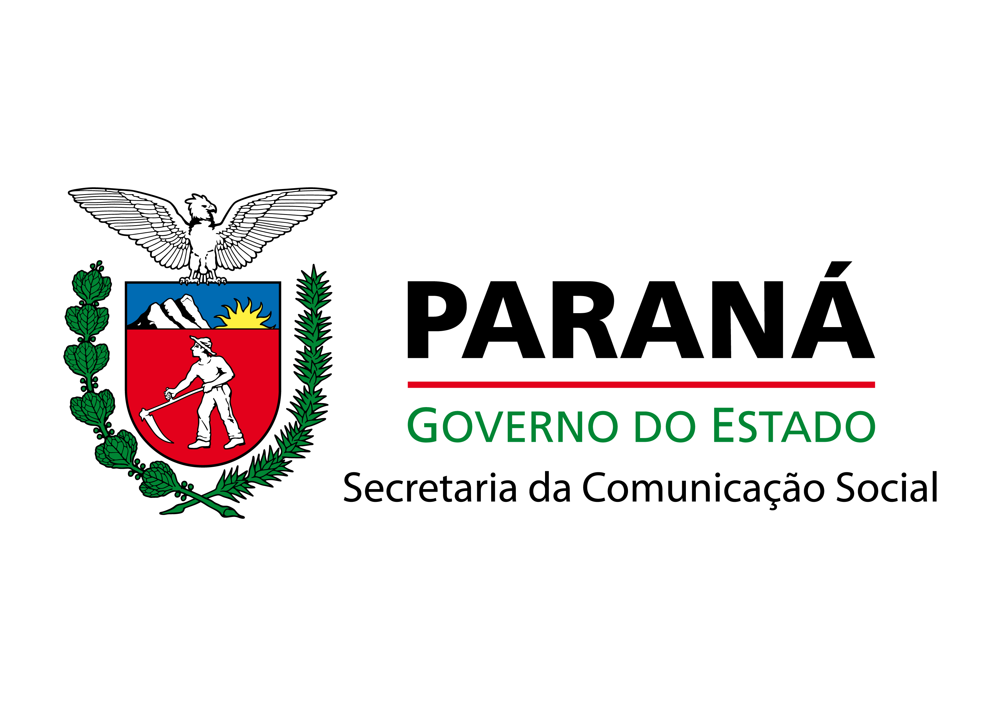 PARANÁ
GOVERNO DO ESTADO
Secretaria da Comunicação Social